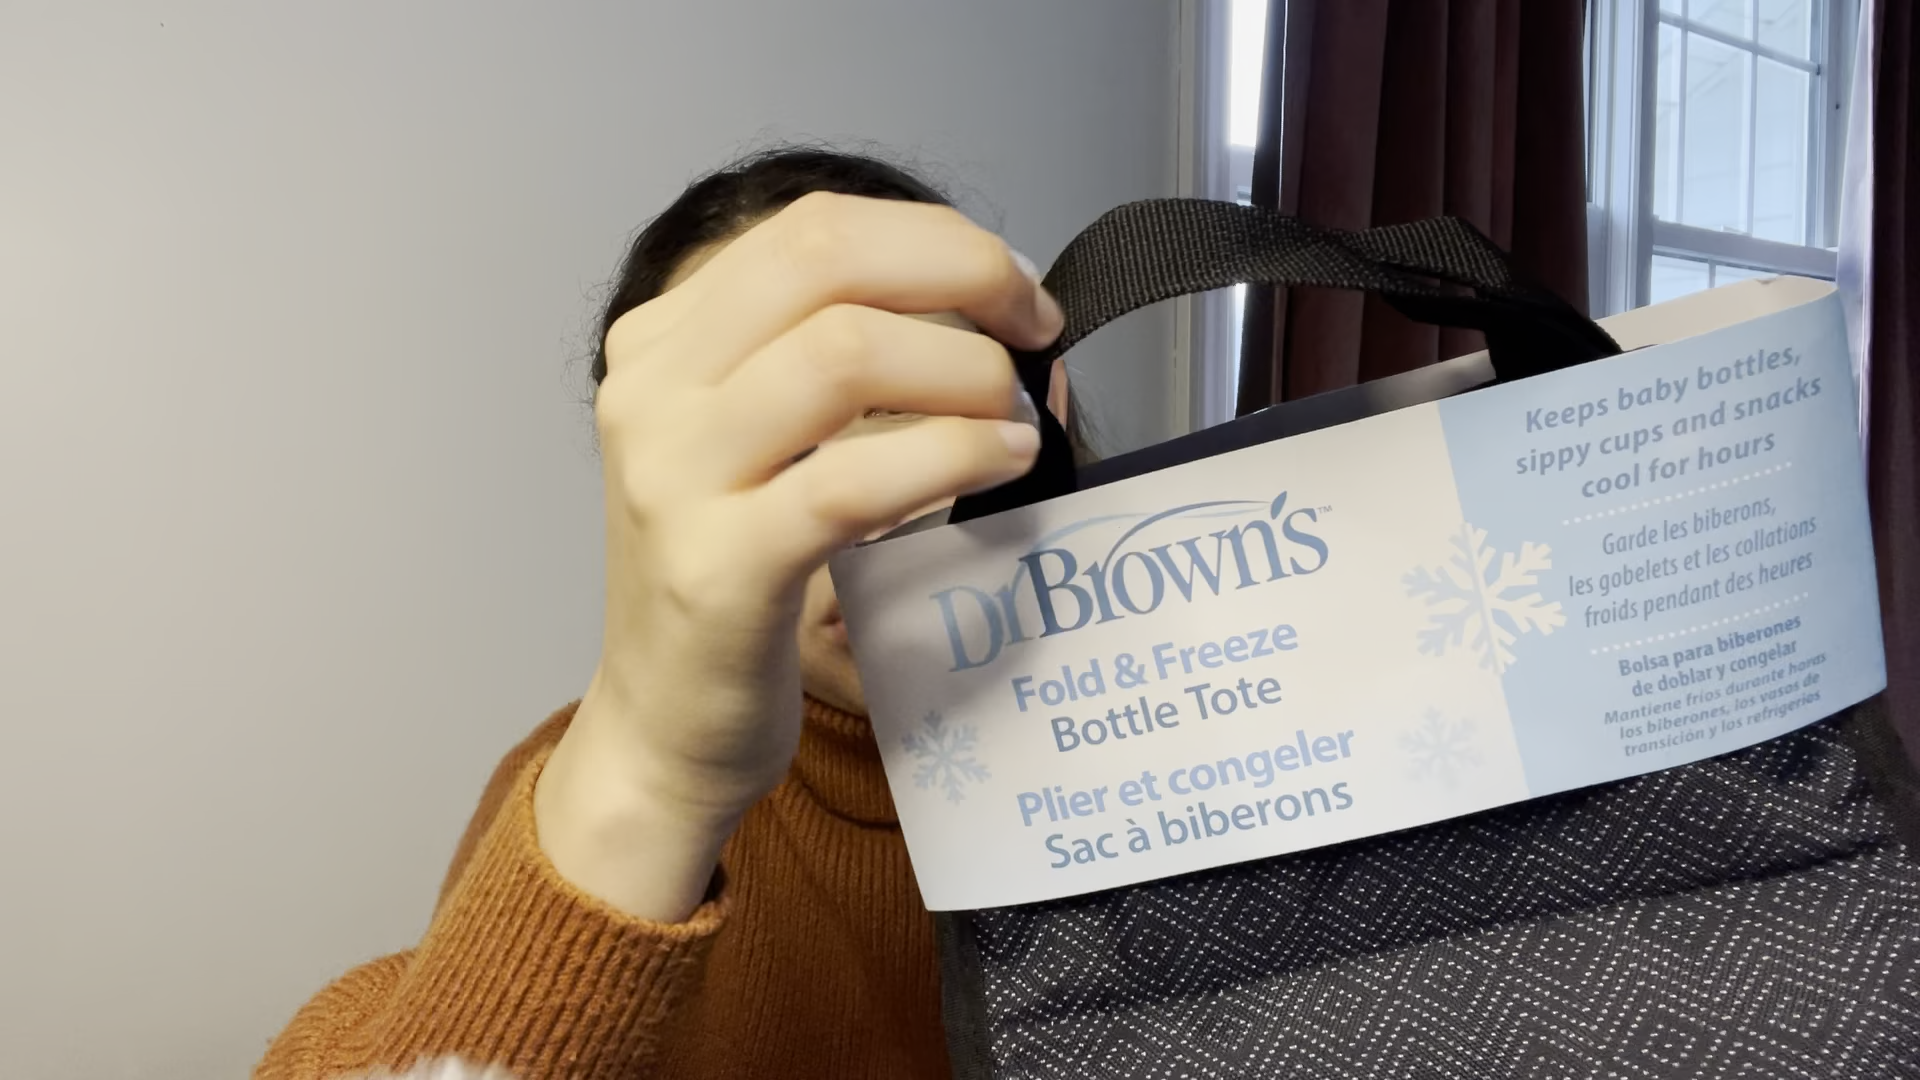 Dr Brown's™
Fold & Freeze
Bottle Tote
Plier et congeler
Sac à biberons
Keeps baby bottles,
sippy cups and snacks
cool for hours
Garde les biberons,
les gobelets et les collations
froids pendant des heures
Bolsa para biberones
de doblar y congelar
Mantiene fríos durante horas
los biberones, los vasos de
transición y los refrigerios